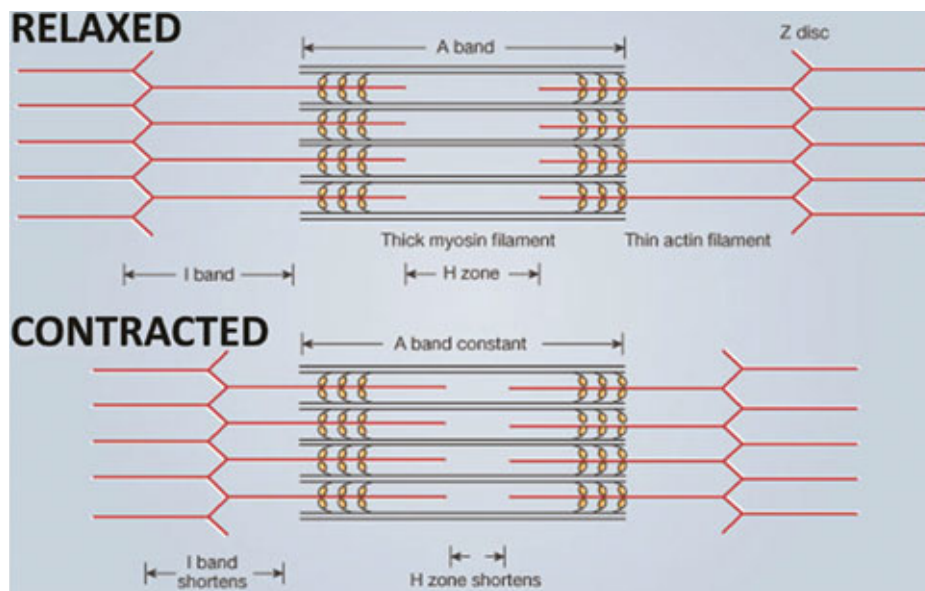 RELAXED
A band
Z disc
Thick myosin filament
Thin actin filament
I band
H zone
CONTRACTED
A band constant
I band
shortens
H zone shortens